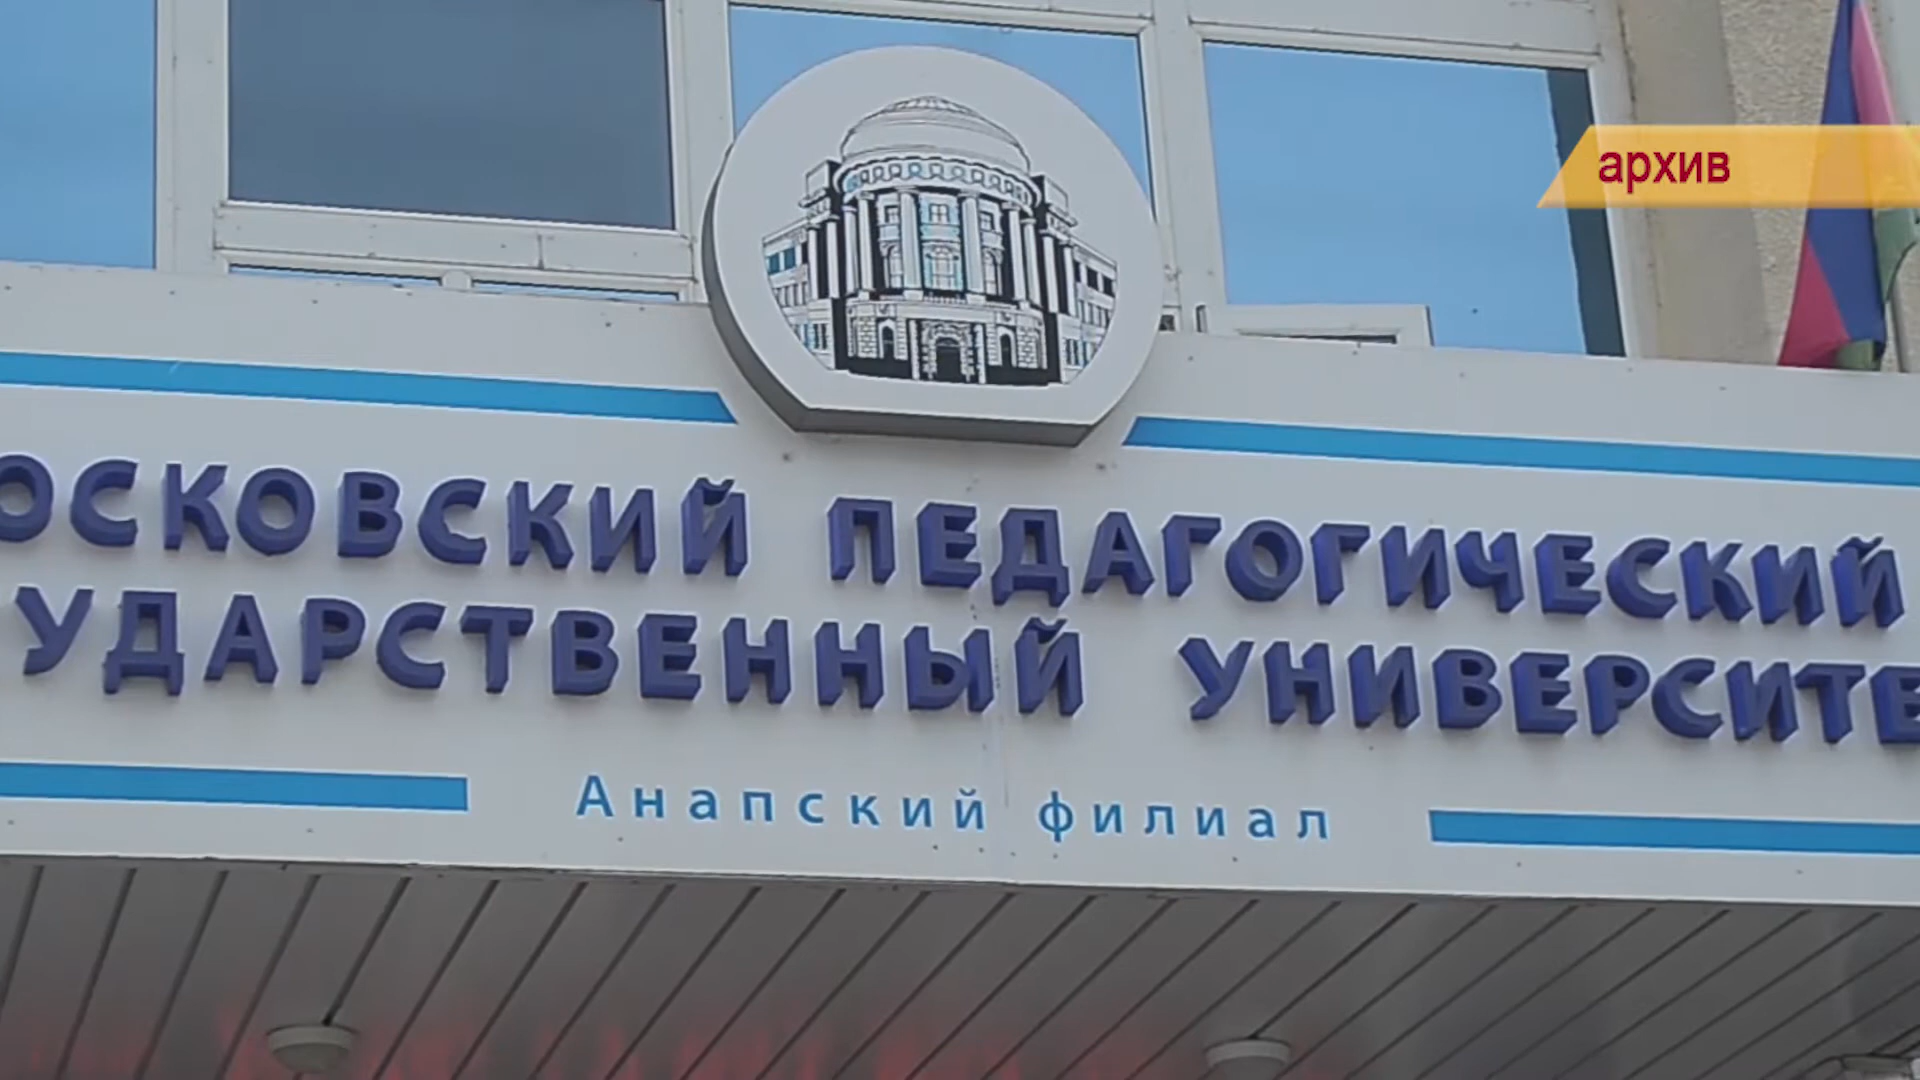 архив
ОСКОВСКИЙ ПЕДАГОГИЧЕСКИЙ
УДАРСТВЕННЫЙ УНИВЕРСИТЕ
Анапский филиал